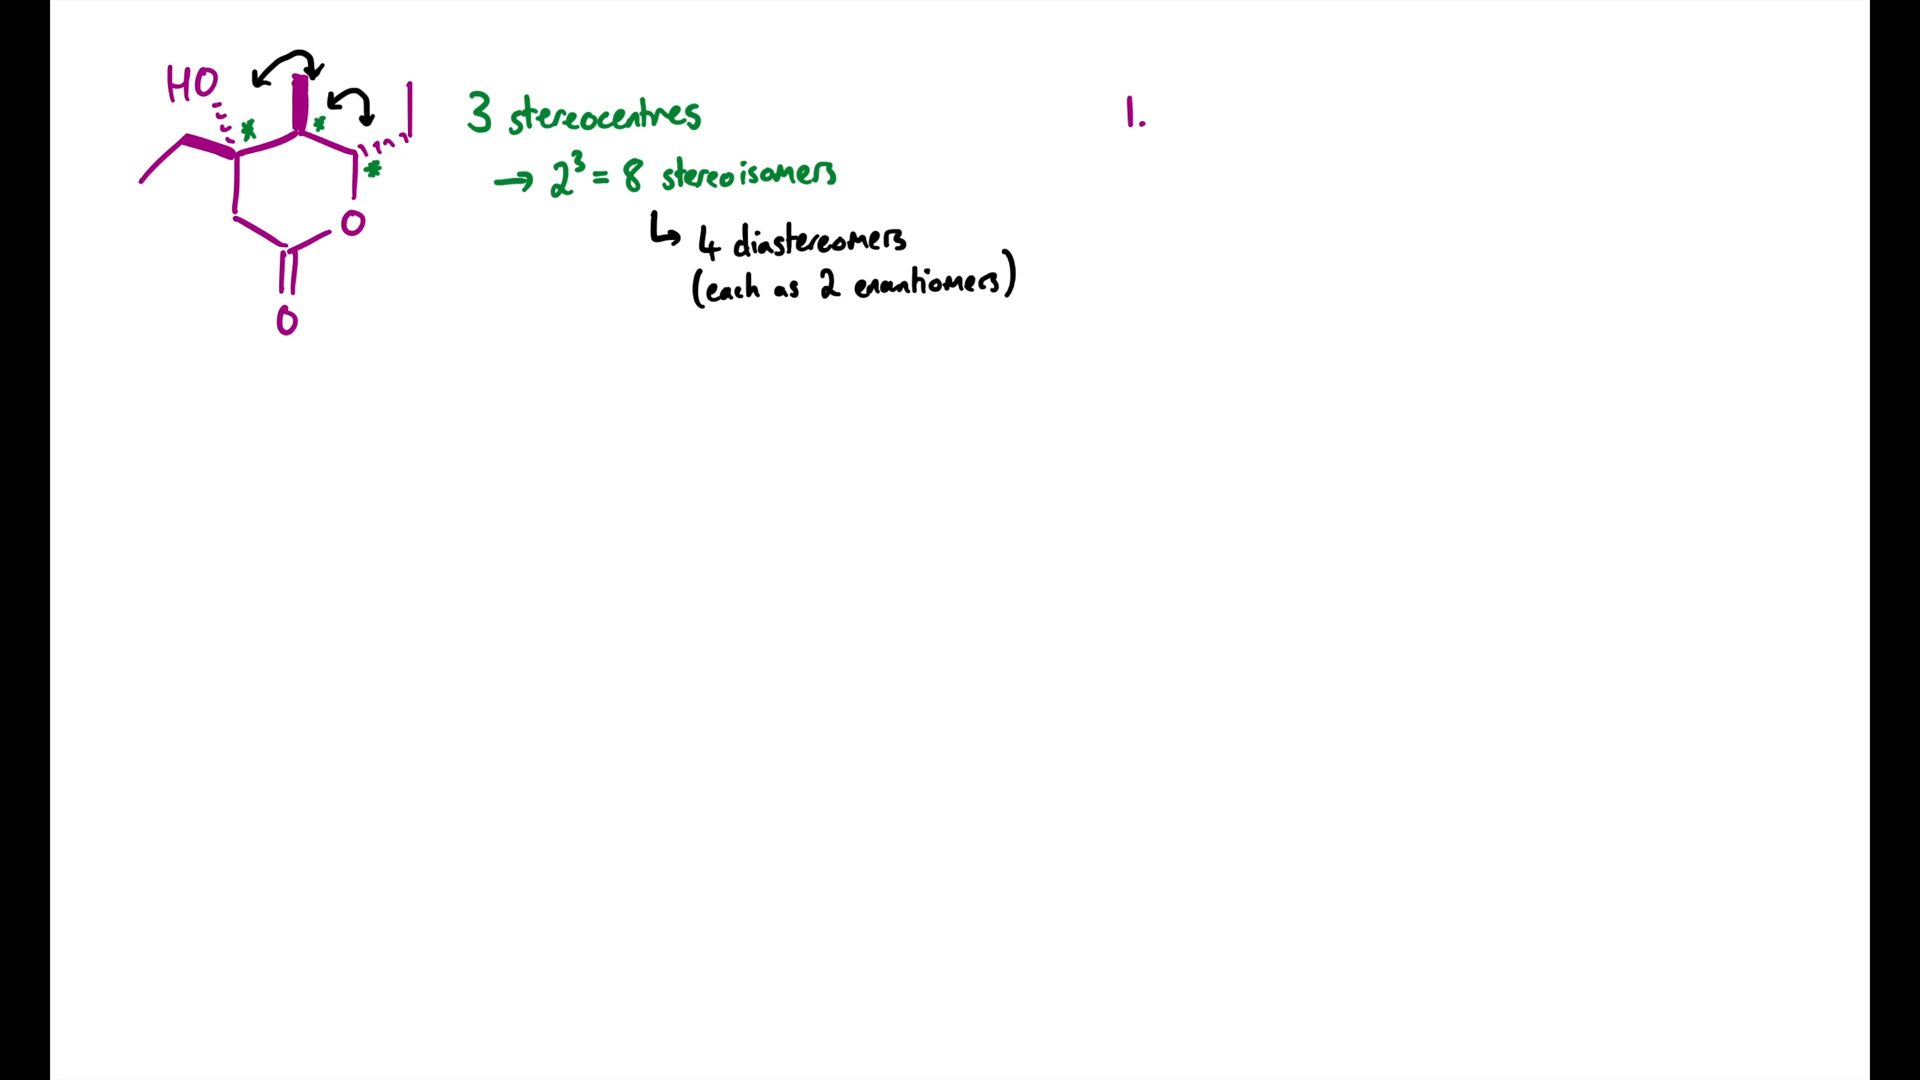 HO
*
*
*
O
O
3 stereocentres
→ 2³ = 8 stereoisomers
↳ 4 diastereomers
(each as 2 enantiomers)
1.